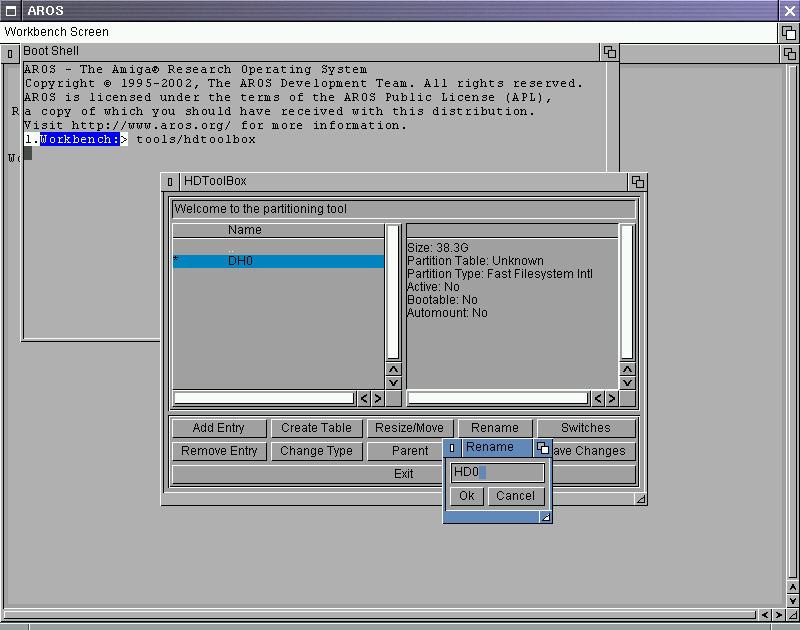 AROS
Workbench Screen
Boot Shell
AROS - The Amiga® Research Operating System
Copyright © 1995-2002, The AROS Development Team. All rights reserved.
AROS is licensed under the terms of the AROS Public License (APL),
a copy of which you should have received with this distribution.
Visit http://www.aros.org/ for more information.
1.Workbench:> tools/hdtoolbox
R
Wo
HDToolBox
Welcome to the partitioning tool
Name
..
* DH0
Size: 38.3G
Partition Table: Unknown
Partition Type: Fast Filesystem Intl
Active: No
Bootable: No
Automount: No
Add Entry Create Table Resize/Move Rename Switches
Remove Entry Change Type Parent ave Changes
Exit
Rename
HD0
Ok Cancel